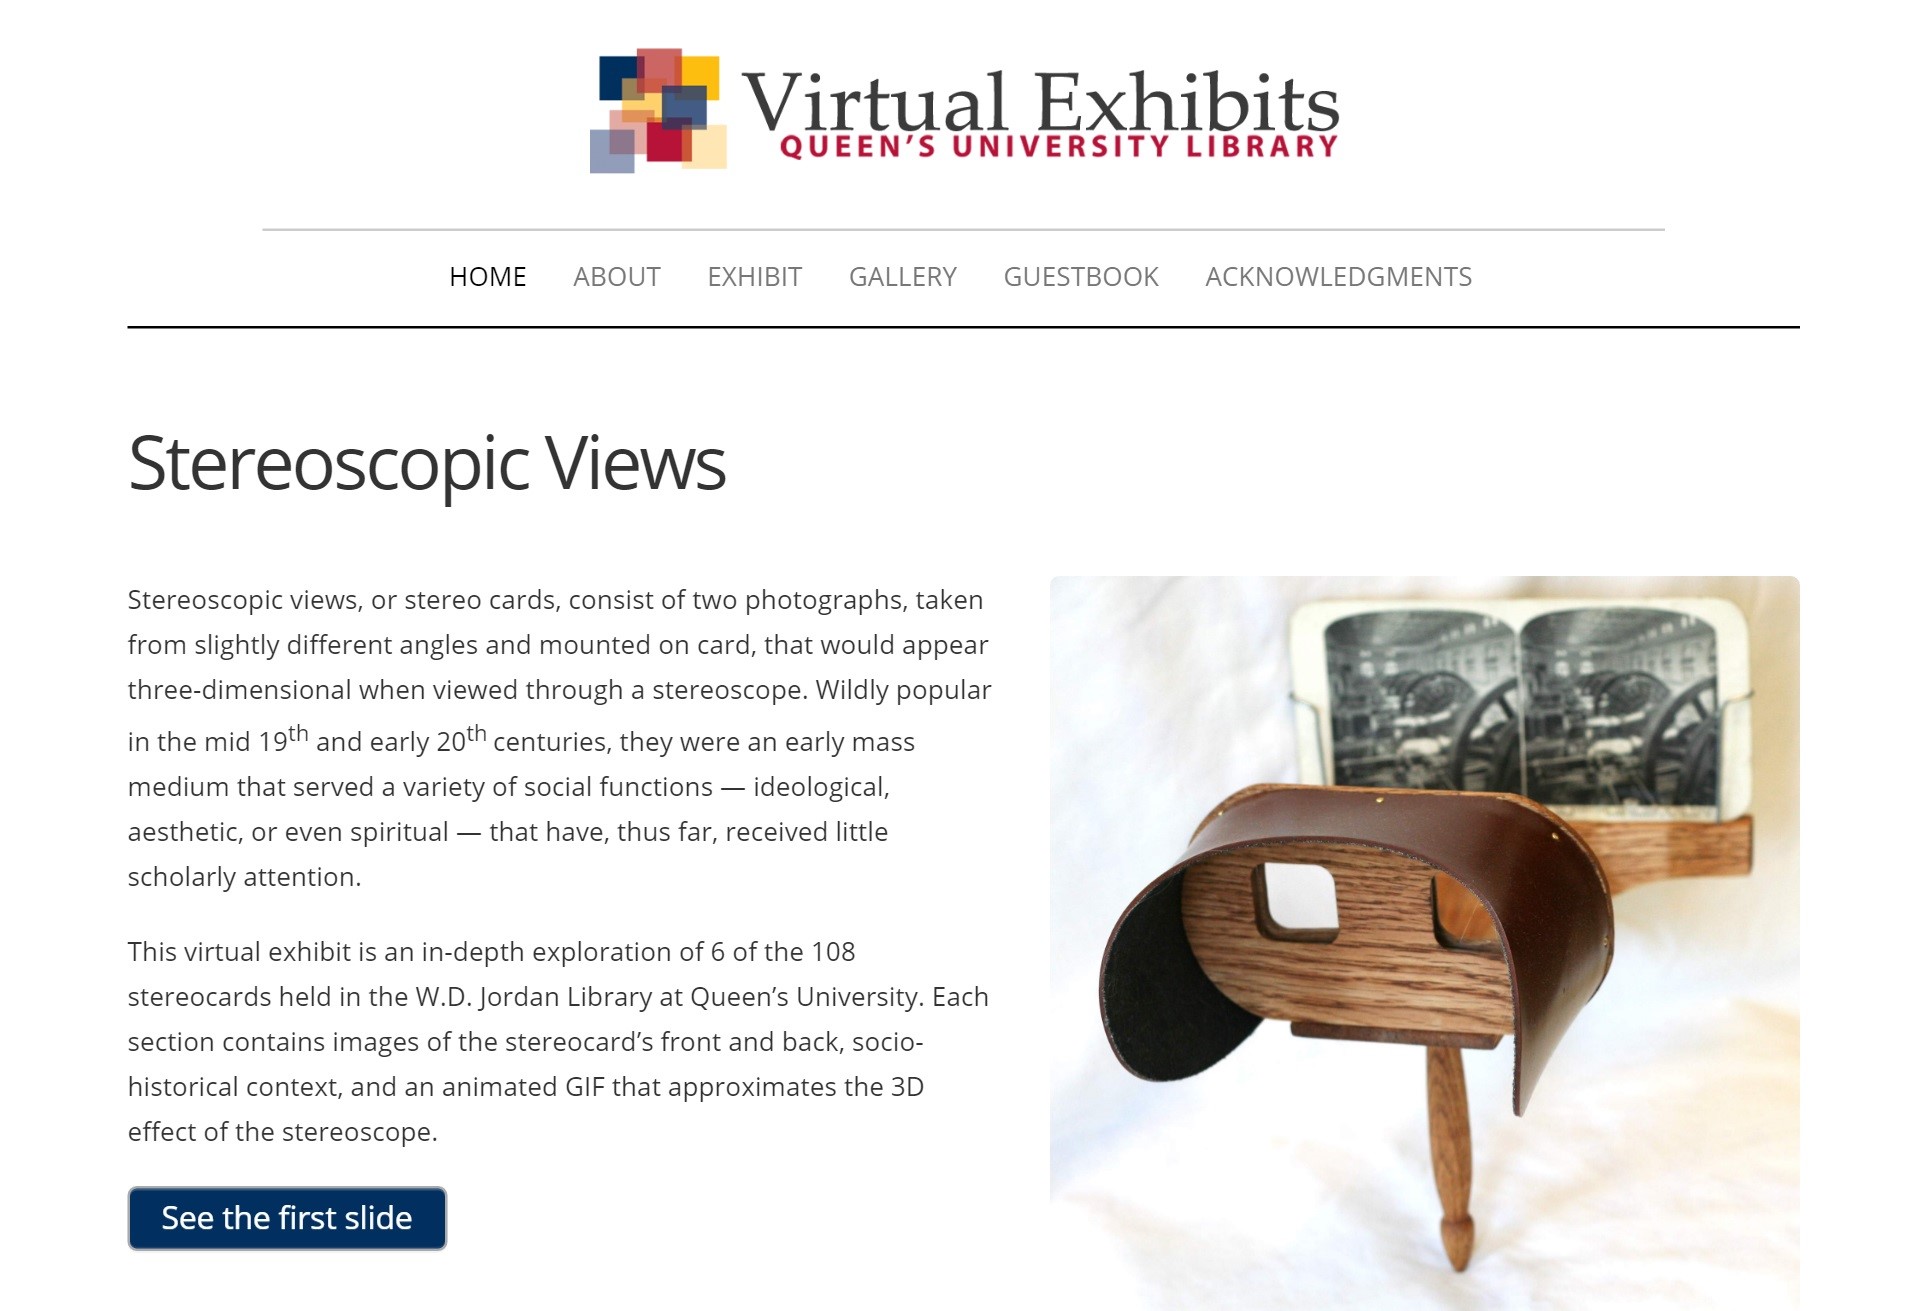 Virtual Exhibits
QUEEN’S UNIVERSITY LIBRARY
HOME ABOUT EXHIBIT GALLERY GUESTBOOK ACKNOWLEDGMENTS
Stereoscopic Views
Stereoscopic views, or stereo cards, consist of two photographs, taken
from slightly different angles and mounted on card, that would appear
three-dimensional when viewed through a stereoscope. Wildly popular
in the mid 19th and early 20th centuries, they were an early mass
medium that served a variety of social functions — ideological,
aesthetic, or even spiritual — that have, thus far, received little
scholarly attention.
This virtual exhibit is an in-depth exploration of 6 of the 108
stereocards held in the W.D. Jordan Library at Queen’s University. Each
section contains images of the stereocard’s front and back, socio-
historical context, and an animated GIF that approximates the 3D
effect of the stereoscope.
See the first slide